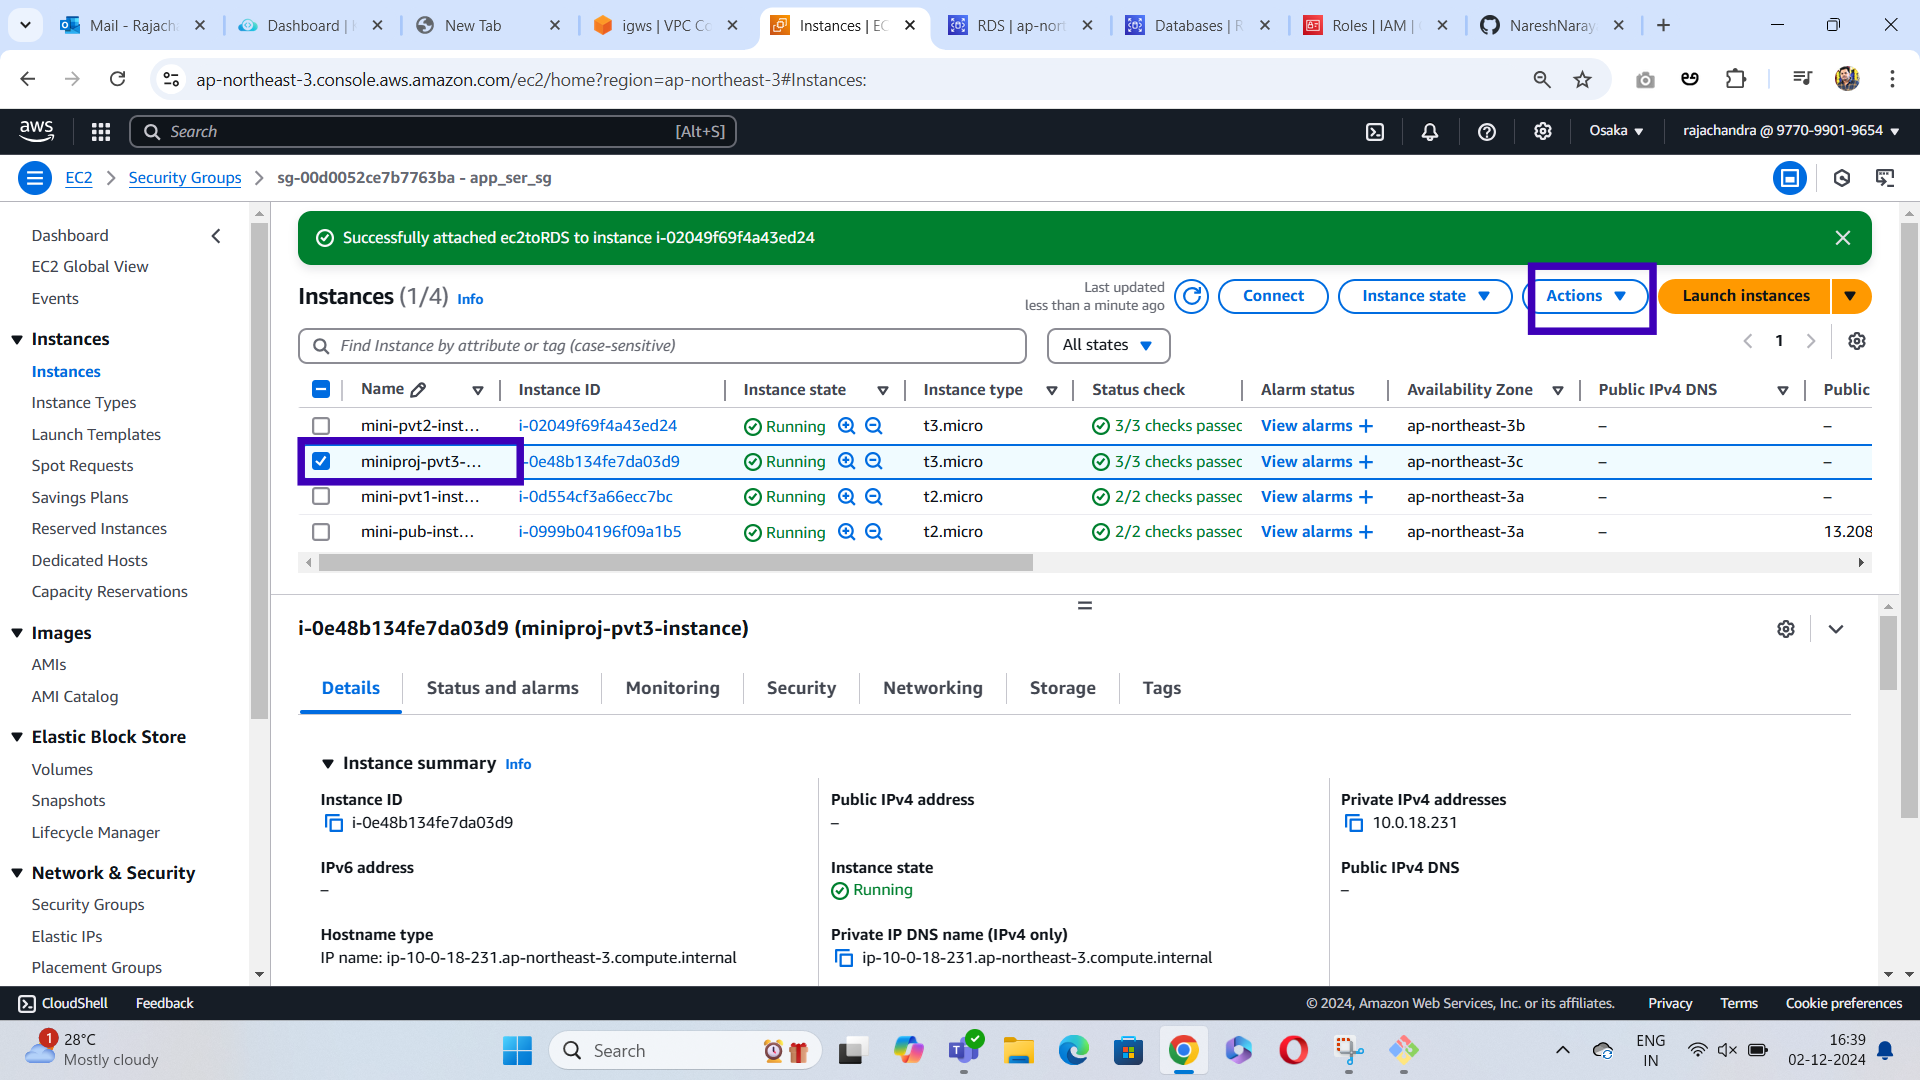 Mail - Rajach
Dashboard |
New Tab
igws | VPC Co
Instances | EC
RDS | ap-nort
Databases | R
Roles | IAM |
NareshNaray
ap-northeast-3.console.aws.amazon.com/ec2/home?region=ap-northeast-3#Instances:
aws
Search
[Alt+S]
Osaka
rajachandra @ 9770-9901-9654
EC2
Security Groups
sg-00d0052ce7b7763ba - app_ser_sg
Dashboard
EC2 Global View
Events
Instances
Instances
Instance Types
Launch Templates
Spot Requests
Savings Plans
Reserved Instances
Dedicated Hosts
Capacity Reservations
Images
AMIs
AMI Catalog
Elastic Block Store
Volumes
Snapshots
Lifecycle Manager
Network & Security
Security Groups
Elastic IPs
Placement Groups
Successfully attached ec2toRDS to instance i-02049f69f4a43ed24
Instances (1/4) Info
Last updated
less than a minute ago
Connect
Instance state
Actions
Launch instances
Find Instance by attribute or tag (case-sensitive)
All states
1
Name Instance ID Instance state Instance type Status check Alarm status Availability Zone Public IPv4 DNS Public
mini-pvt2-inst... i-02049f69f4a43ed24 Running t3.micro 3/3 checks passec View alarms + ap-northeast-3b – –
miniproj-pvt3-... -0e48b134fe7da03d9 Running t3.micro 3/3 checks passec View alarms + ap-northeast-3c – –
mini-pvt1-inst... i-0d554cf3a66ecc7bc Running t2.micro 2/2 checks passec View alarms + ap-northeast-3a – –
mini-pub-inst... i-0999b04196f09a1b5 Running t2.micro 2/2 checks passec View alarms + ap-northeast-3a – 13.208
i-0e48b134fe7da03d9 (miniproj-pvt3-instance)
Details
Status and alarms
Monitoring
Security
Networking
Storage
Tags
Instance summary Info
Instance ID
i-0e48b134fe7da03d9
Public IPv4 address
–
Private IPv4 addresses
10.0.18.231
IPv6 address
–
Instance state
Running
Public IPv4 DNS
–
Hostname type
IP name: ip-10-0-18-231.ap-northeast-3.compute.internal
Private IP DNS name (IPv4 only)
ip-10-0-18-231.ap-northeast-3.compute.internal
CloudShell
Feedback
© 2024, Amazon Web Services, Inc. or its affiliates.
Privacy
Terms
Cookie preferences
1
28°C
Mostly cloudy
Search
ENG
IN
16:39
02-12-2024